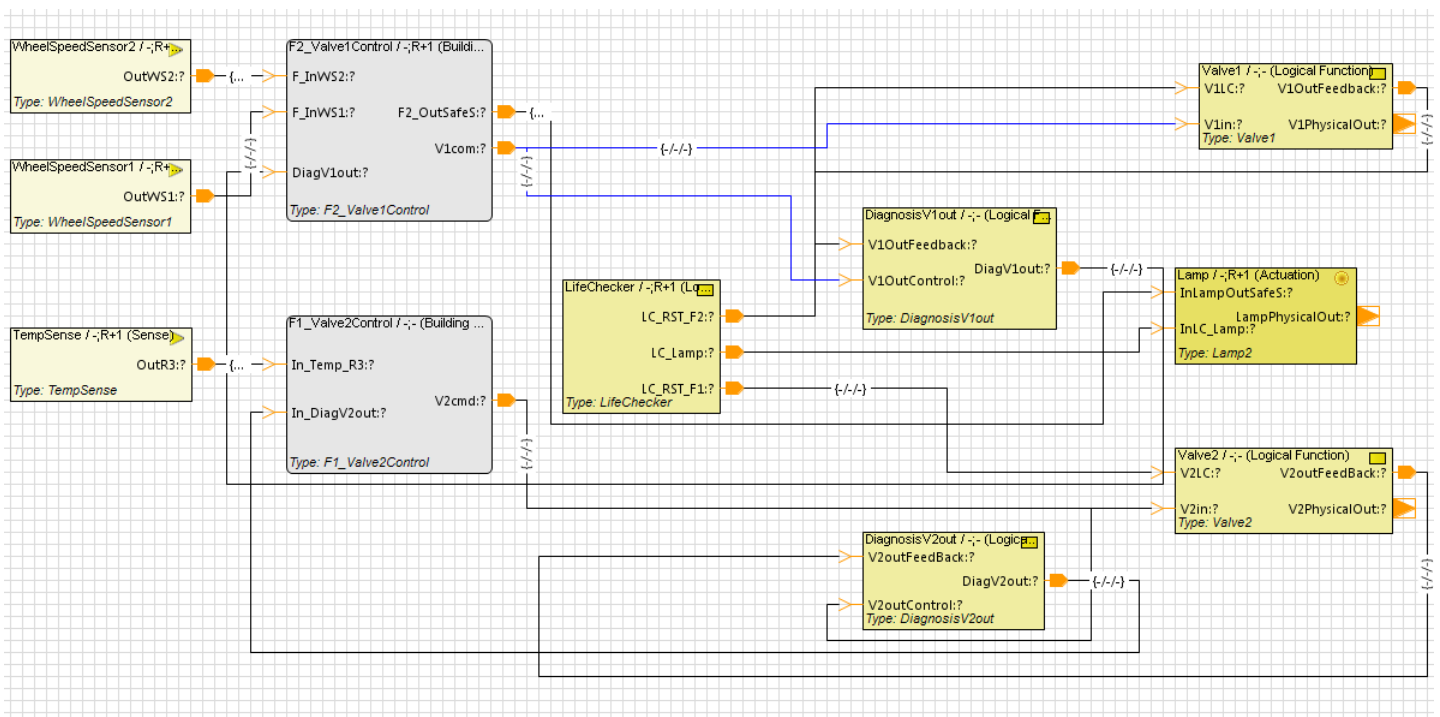 WheelSpeedSensor2 / -;R+...
OutWS2:?
Type: WheelSpeedSensor2
{...
WheelSpeedSensor1 / -;R+...
OutWS1:?
Type: WheelSpeedSensor1
{-/-/-}
F2_Valve1Control / -;R+1 (Buildi...
F_InWS2:?
F_InWS1:?
F2_OutSafeS:?
V1com:?
DiagV1out:?
Type: F2_Valve1Control
{...
{-/-/-}
{-/-/-}
Valve1 / -;- (Logical Function)
V1LC:?
V1OutFeedback:?
V1in:?
V1PhysicalOut:?
Type: Valve1
{-/-/-}
DiagnosisV1out / -;- (Logical F...
V1OutFeedback:?
DiagV1out:?
V1OutControl:?
Type: DiagnosisV1out
{-/-/-}
LifeChecker / -;R+1 (Lo...
LC_RST_F2:?
LC_Lamp:?
LC_RST_F1:?
Type: LifeChecker
{-/-/-}
Lamp / -;R+1 (Actuation)
InLampOutSafeS:?
LampPhysicalOut:?
InLC_Lamp:?
Type: Lamp2
TempSense / -;R+1 (Sense)
OutR3:?
Type: TempSense
{...
F1_Valve2Control / -;- (Building ...
In_Temp_R3:?
V2cmd:?
In_DiagV2out:?
Type: F1_Valve2Control
{-/-/-}
Valve2 / -;- (Logical Function)
V2LC:?
V2outFeedBack:?
V2in:?
V2PhysicalOut:?
Type: Valve2
{-/-/-}
DiagnosisV2out / -;- (Logica...
V2outFeedBack:?
DiagV2out:?
V2outControl:?
Type: DiagnosisV2out
{-/-/-}